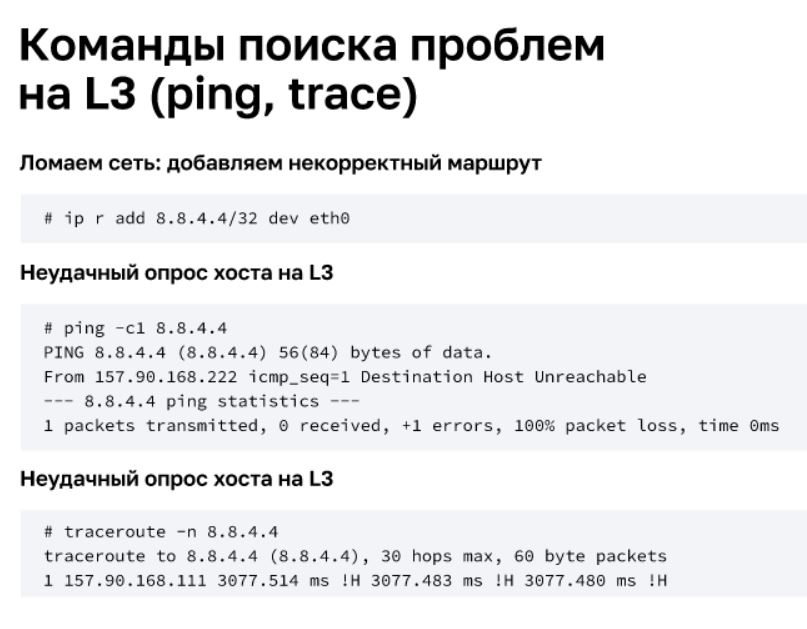 Команды поиска проблем
на L3 (ping, trace)
Ломаем сеть: добавляем некорректный маршрут
# ip r add 8.8.4.4/32 dev eth0
Неудачный опрос хоста на L3
# ping -c1 8.8.4.4
PING 8.8.4.4 (8.8.4.4) 56(84) bytes of data.
From 157.90.168.222 icmp_seq=1 Destination Host Unreachable
--- 8.8.4.4 ping statistics ---
1 packets transmitted, 0 received, +1 errors, 100% packet loss, time 0ms
Неудачный опрос хоста на L3
# traceroute -n 8.8.4.4
traceroute to 8.8.4.4 (8.8.4.4), 30 hops max, 60 byte packets
1 157.90.168.111 3077.514 ms !H 3077.483 ms !H 3077.480 ms !H